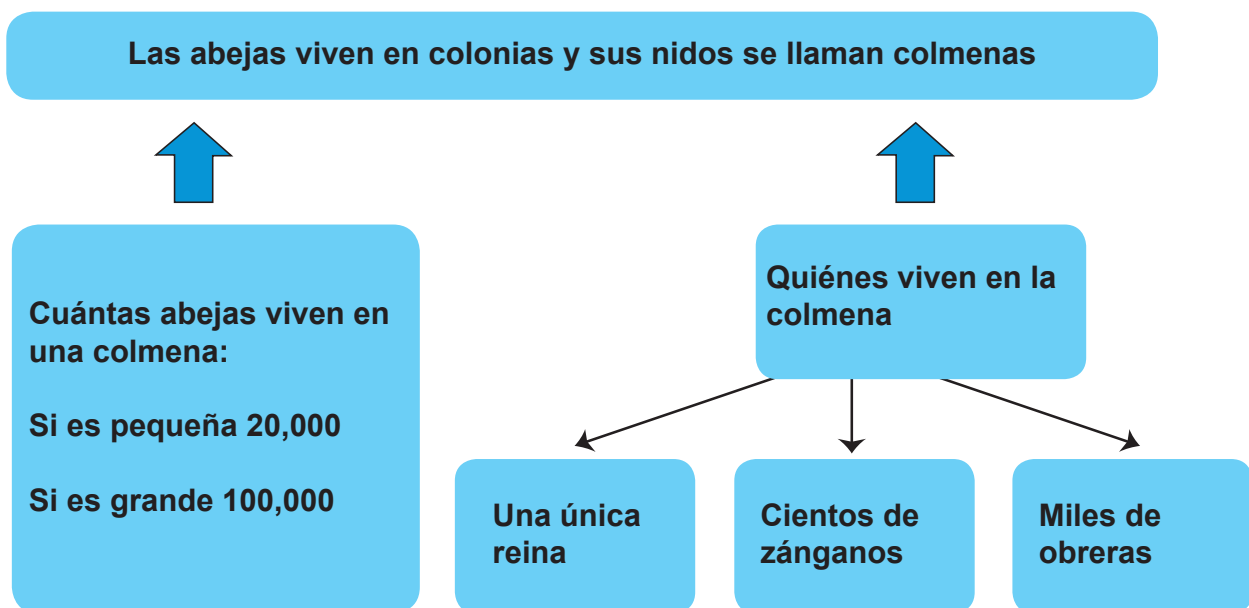 Las abejas viven en colonias y sus nidos se llaman colmenas
Cuántas abejas viven en
una colmena:
Si es pequeña 20,000
Si es grande 100,000
Quiénes viven en la
colmena
Una única
reina
Cientos de
zánganos
Miles de
obreras